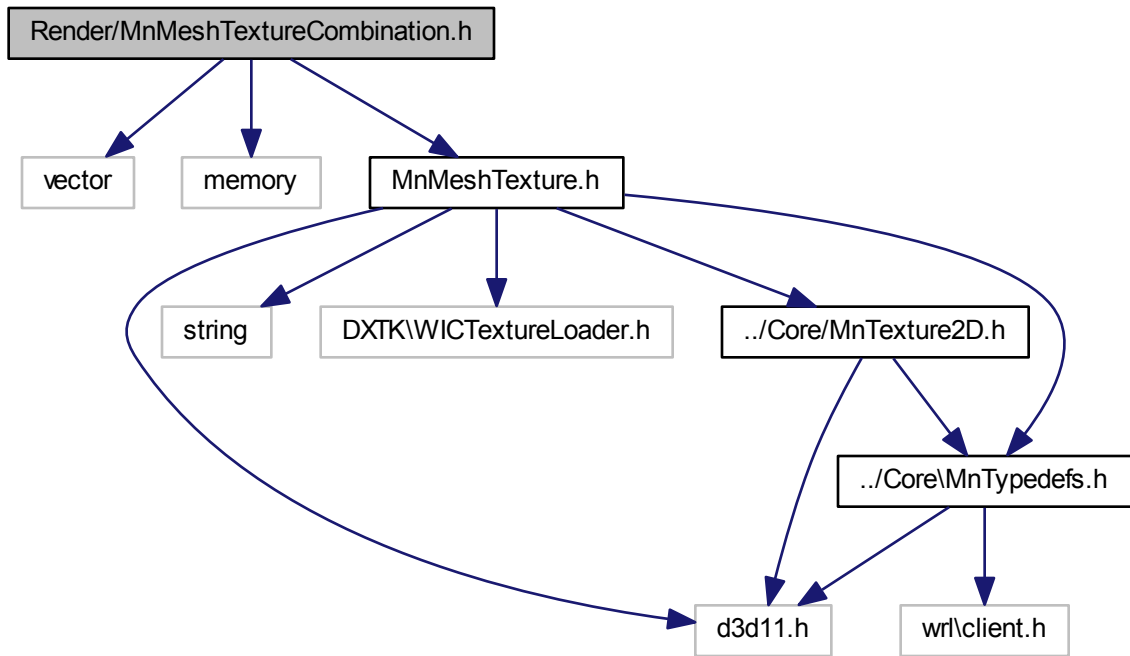 Render/MnMeshTextureCombination.h
vector
memory
MnMeshTexture.h
string
DXTK\WICTextureLoader.h
../Core/MnTexture2D.h
../Core\MnTypedefs.h
d3d11.h
wrl\client.h